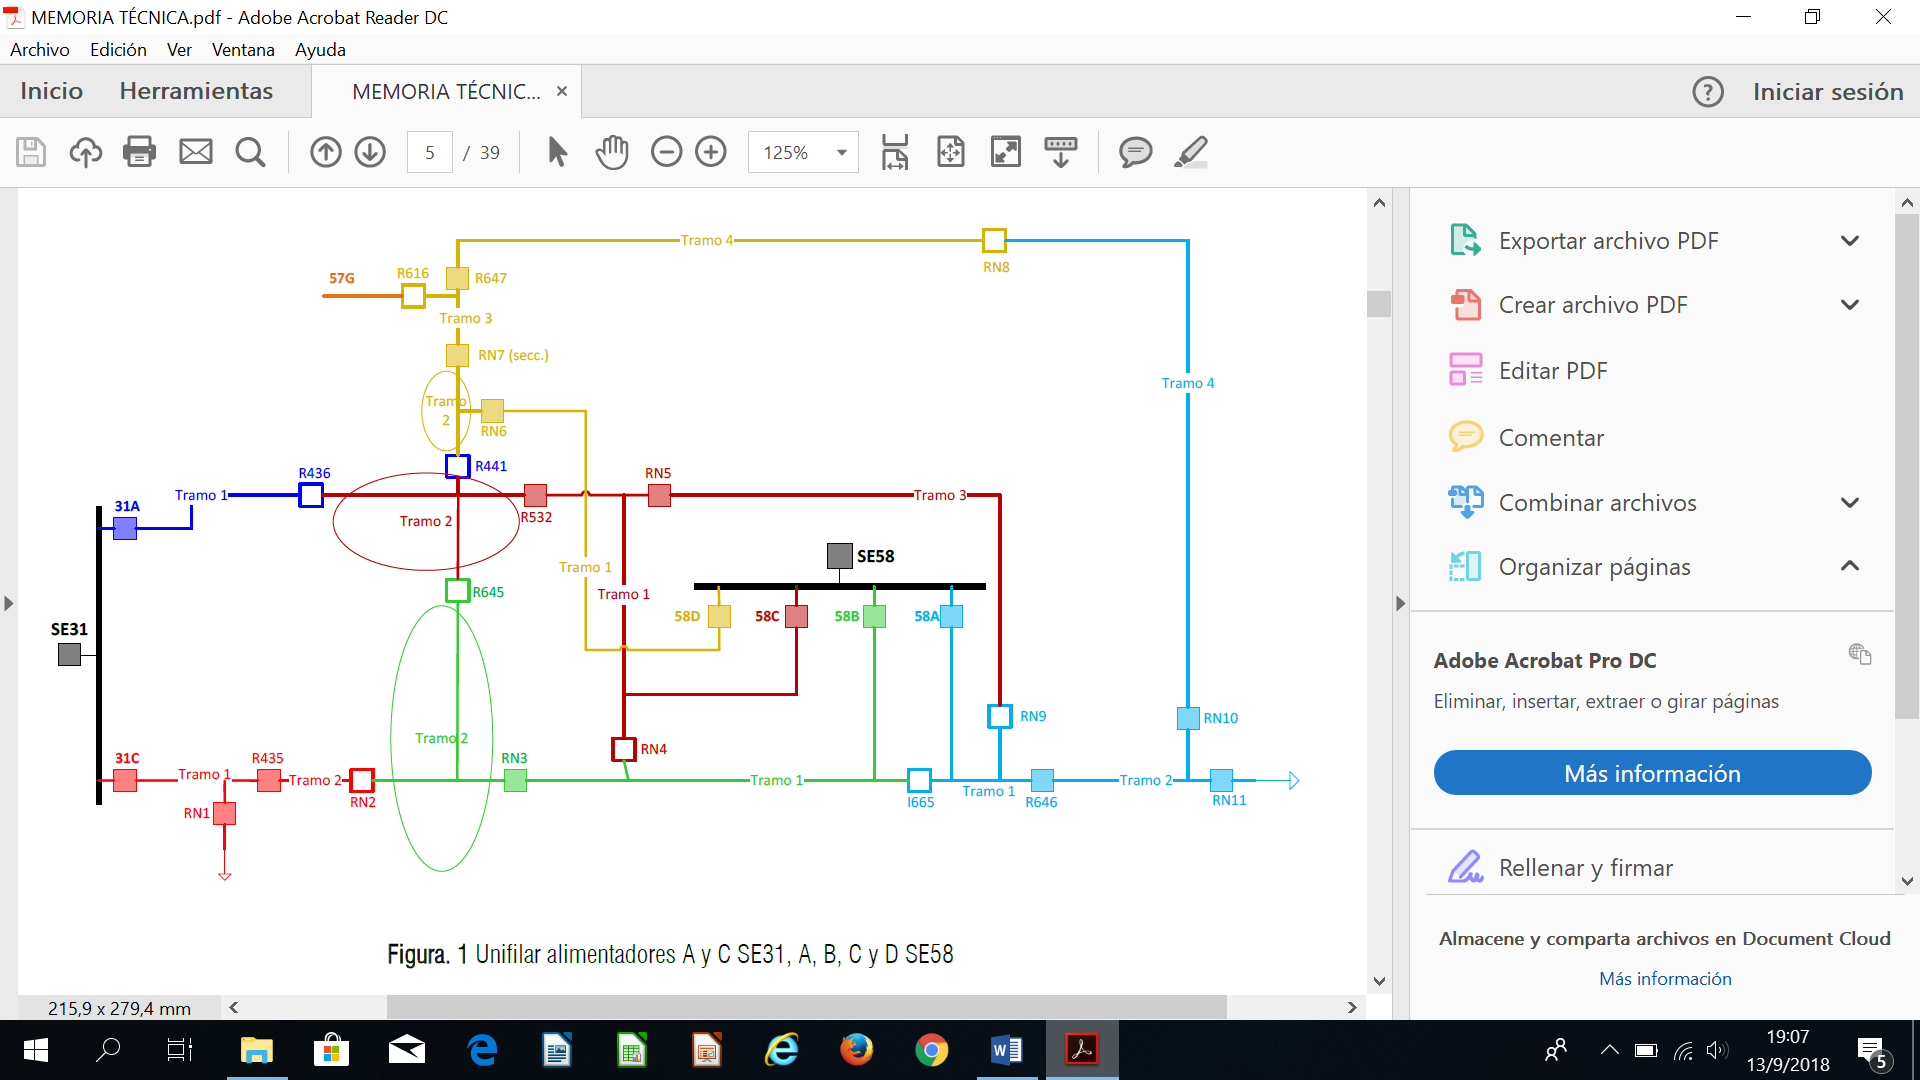 MEMORIA TÉCNICA.pdf - Adobe Acrobat Reader DC
Archivo Edición Ver Ventana Ayuda
Inicio Herramientas MEMORIA TÉCNIC... × ? Iniciar sesión
5 / 39 125%
Tramo 4
RN8
57G
R616
R647
Tramo 3
RN7 (secc.)
Tramo 4
Tramo
2
RN6
R441
R436
RN5
Tramo 1
Tramo 3
31A
R532
Tramo 2
SE58
Tramo 1
Tramo 1
R645
58D
58C
58B
58A
SE31
RN9
RN10
Tramo 2
RN4
31C
R435
RN3
Tramo 1
Tramo 2
Tramo 1
Tramo 1
Tramo 2
RN2
I665
R646
RN11
RN1
Figura. 1 Unifilar alimentadores A y C SE31, A, B, C y D SE58
215,9 x 279,4 mm
Exportar archivo PDF
Crear archivo PDF
Editar PDF
Comentar
Combinar archivos
Organizar páginas
Adobe Acrobat Pro DC
Eliminar, insertar, extraer o girar páginas
Más información
Rellenar y firmar
Almacene y comparta archivos en Document Cloud
Más información
19:07
13/9/2018
5